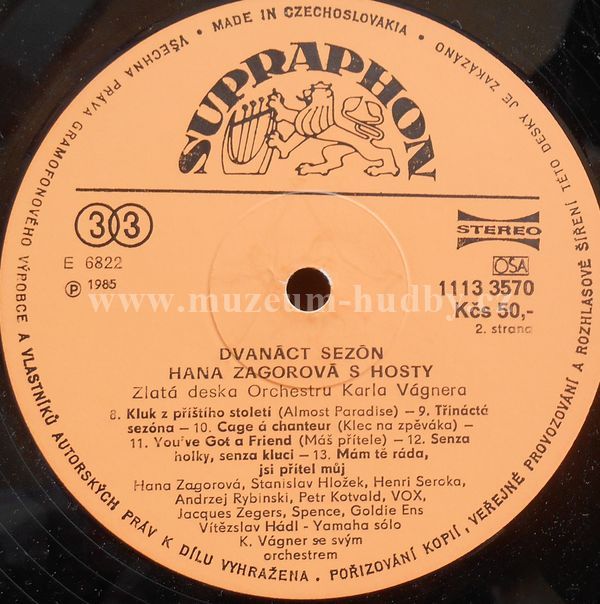 VŠECHNA PRÁVA GRAMOFONOVÉHO VÝROBCE A VLASTNÍKŮ AUTORSKÝCH PRÁV K DÍLU VYHRAŽENA · POŘIZOVÁNÍ KOPIÍ, VEŘEJNÉ PROVOZOVÁNÍ A ROZHLASOVÉ ŠÍŘENÍ TÉTO DESKY JE ZAKÁZÁNO
· MADE IN CZECHOSLOVAKIA ·
SUPRAPHON
33
STEREO
E 6822
OSA
Ⓟ 1985
1113 3570
www.muzeum-hudby.cz
Kčs 50,-
2. strana
DVANÁCT SEZÓN
HANA ZAGOROVÁ S HOSTY
Zlatá deska Orchestru Karla Vágnera
8. Kluk z příštího století (Almost Paradise) – 9. Třináctá
sezóna – 10. Cage á chanteur (Klec na zpěváka) –
11. You've Got a Friend (Máš přítele) – 12. Senza
holky, senza kluci – 13. Mám tě ráda,
jsi přítel můj
Hana Zagorová, Stanislav Hložek, Henri Seroka,
Andrzej Rybinski, Petr Kotvald, VOX,
Jacques Zegers, Spence, Goldie Ens
Vítězslav Hádl - Yamaha sólo
K. Vágner se svým
orchestrem